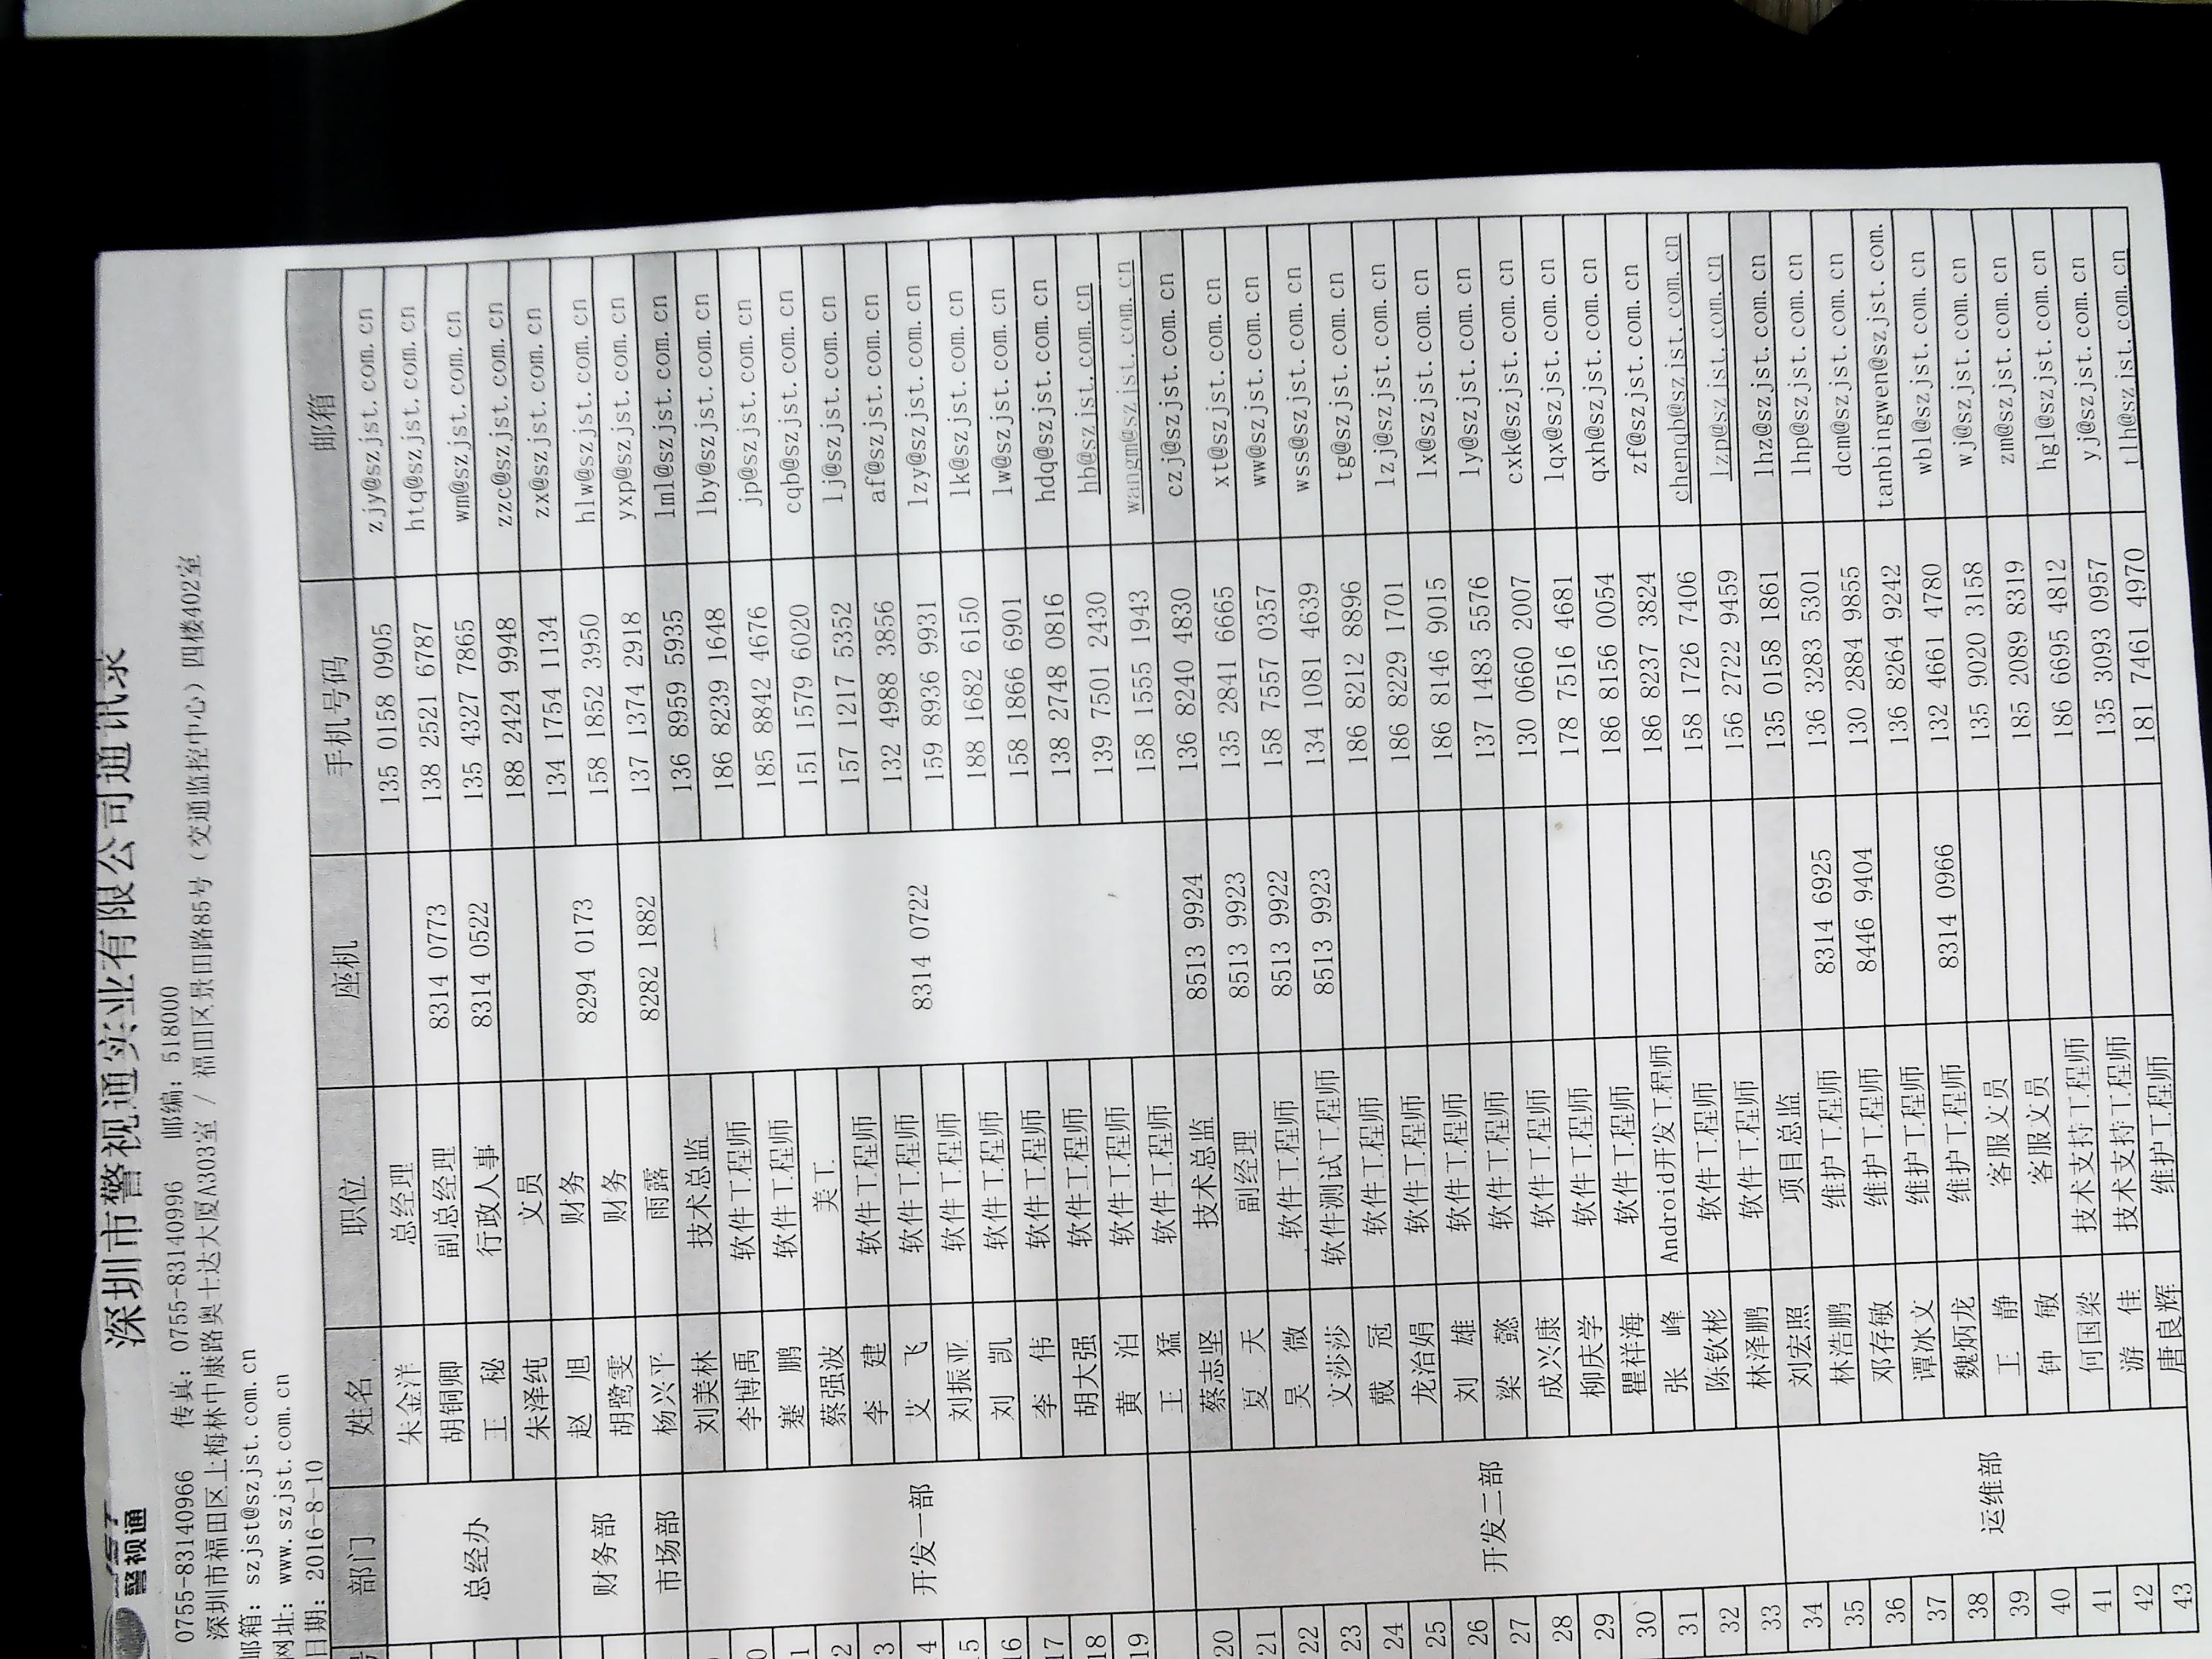 警视通
深圳市警视通实业有限公司通讯录
0755-83140966 传真: 0755-83140996 邮编: 518000
深圳市福田区上梅林中康路奥士达大厦A303室 / 福田区景田路85号（交通监控中心）四楼402室
邮箱: szjst@szjst.com.cn
网址: www.szjst.com.cn
日期: 2016-8-10
部门 姓名 职位 座机 手机号码 邮箱
总经办 朱金洋 总经理 135 0158 0905 zjy@szjst.com.cn
胡铜卿 副总经理 8314 0773 138 2521 6787 htq@szjst.com.cn
王 秘 行政人事 8314 0522 135 4327 7865 wm@szjst.com.cn
朱泽纯 文员 188 2424 9948 zzc@szjst.com.cn
财务部 赵 旭 财务 8294 0173 134 1754 1134 zx@szjst.com.cn
胡鹭雯 财务 158 1852 3950 hlw@szjst.com.cn
市场部 杨兴平 雨露 8282 1882 137 1374 2918 yxp@szjst.com.cn
开发一部 刘美林 技术总监 8314 0722 136 8959 5935 lml@szjst.com.cn
0 李博禹 软件工程师 186 8239 1648 lby@szjst.com.cn
1 蹇 鹏 软件工程师 185 8842 4676 jp@szjst.com.cn
2 蔡强波 美工 151 1579 6020 cqb@szjst.com.cn
3 李 建 软件工程师 157 1217 5352 lj@szjst.com.cn
4 艾 飞 软件工程师 132 4988 3856 af@szjst.com.cn
15 刘振亚 软件工程师 159 8936 9931 lzy@szjst.com.cn
16 刘 凯 软件工程师 188 1682 6150 lk@szjst.com.cn
17 李 伟 软件工程师 158 1866 6901 lw@szjst.com.cn
18 胡大强 软件工程师 138 2748 0816 hdq@szjst.com.cn
19 黄 泊 软件工程师 139 7501 2430 hb@szjst.com.cn
王 猛 软件工程师 158 1555 1943 wangm@szjst.com.cn
20 开发二部 蔡志坚 技术总监 8513 9924 136 8240 4830 czj@szjst.com.cn
21 夏 天 副经理 8513 9923 135 2841 6665 xt@szjst.com.cn
22 吴 微 软件工程师 8513 9922 158 7557 0357 ww@szjst.com.cn
23 文莎莎 软件测试工程师 8513 9923 134 1081 4639 wss@szjst.com.cn
24 戴 冠 软件工程师 186 8212 8896 tg@szjst.com.cn
25 龙治娟 软件工程师 186 8229 1701 lzj@szjst.com.cn
26 刘 雄 软件工程师 186 8146 9015 lx@szjst.com.cn
27 梁 懿 软件工程师 137 1483 5576 ly@szjst.com.cn
28 成兴康 软件工程师 130 0660 2007 cxk@szjst.com.cn
29 柳庆学 软件工程师 178 7516 4681 lqx@szjst.com.cn
30 瞿祥海 软件工程师 186 8156 0054 qxh@szjst.com.cn
31 张 峰 Android开发工程师 186 8237 3824 zf@szjst.com.cn
32 陈钦彬 软件工程师 158 1726 7406 chenqb@szjst.com.cn
33 林泽鹏 软件工程师 156 2722 9459 lzp@szjst.com.cn
34 运维部 刘宏照 项目总监 135 0158 1861 lhz@szjst.com.cn
35 林浩鹏 维护工程师 8314 6925 136 3283 5301 lhp@szjst.com.cn
36 邓存敏 维护工程师 8446 9404 130 2884 9855 dcm@szjst.com.cn
37 谭冰文 维护工程师 136 8264 9242 tanbingwen@szjst.com.
38 魏炳龙 维护工程师 8314 0966 132 4661 4780 wbl@szjst.com.cn
39 王 静 客服文员 135 9020 3158 wj@szjst.com.cn
40 钟 敏 客服文员 185 2089 8319 zm@szjst.com.cn
41 何国梁 技术支持工程师 186 6695 4812 hgl@szjst.com.cn
42 游 佳 技术支持工程师 135 3093 0957 yj@szjst.com.cn
43 唐良辉 维护工程师 181 7461 4970 tlh@szjst.com.cn